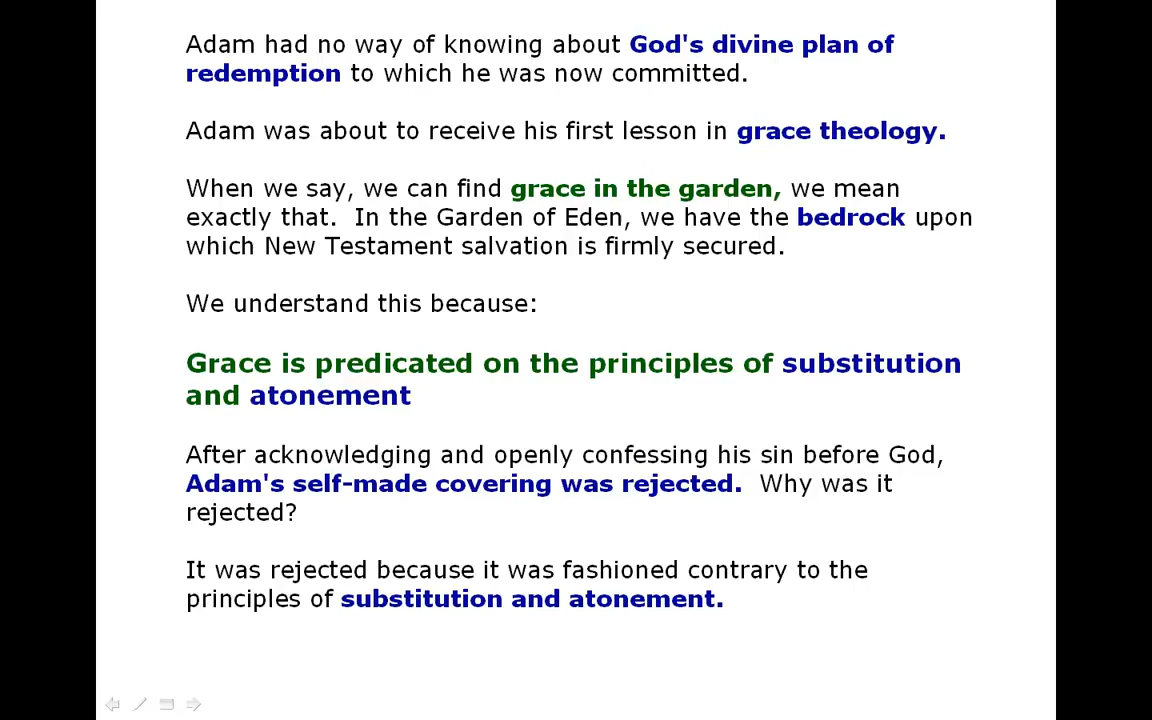 Adam had no way of knowing about God's divine plan of
redemption to which he was now committed.
Adam was about to receive his first lesson in grace theology.
When we say, we can find grace in the garden, we mean
exactly that.  In the Garden of Eden, we have the bedrock upon
which New Testament salvation is firmly secured.
We understand this because:
Grace is predicated on the principles of substitution
and atonement
After acknowledging and openly confessing his sin before God,
Adam's self-made covering was rejected.  Why was it
rejected?
It was rejected because it was fashioned contrary to the
principles of substitution and atonement.